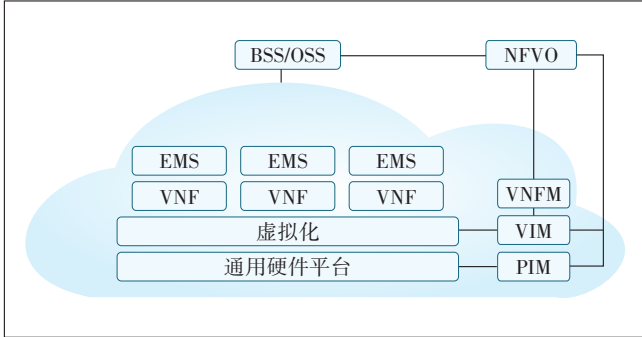 BSS/OSS NFVO
EMS EMS EMS
VNF VNF VNF VNFM
虚拟化 VIM
通用硬件平台 PIM